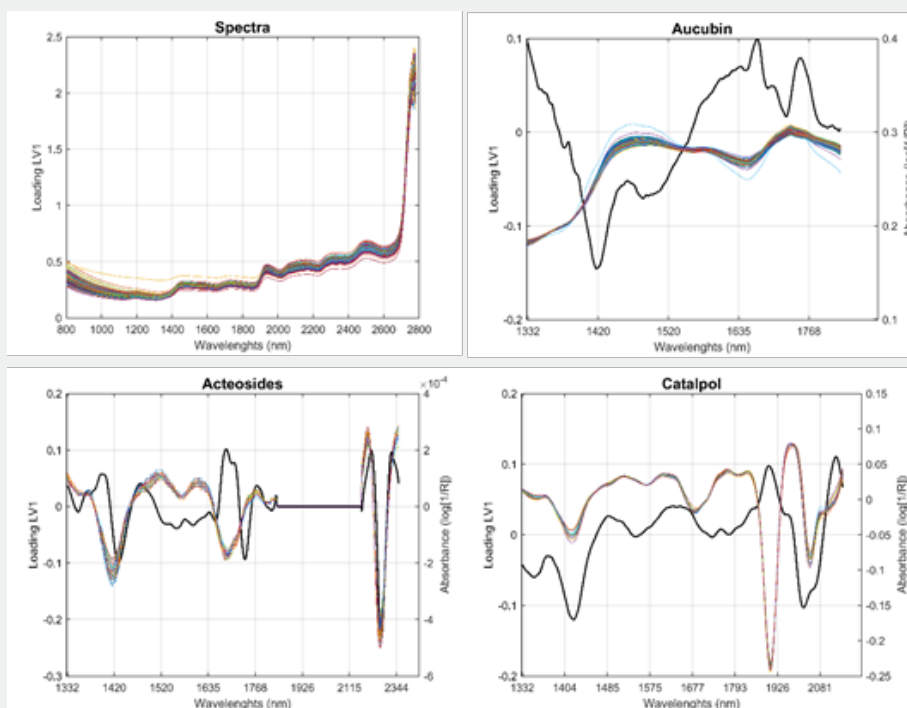 Spectra
2.5
2
1.5
1
0.5
0
Loading LV1
800 1000 1200 1400 1600 1800 2000 2200 2400 2600 2800
Wavelenghts (nm)
Aucubin
0.1
0
-0.1
-0.2
Loading LV1
0.4
0.3
0.2
0.1
1332 1420 1520 1635 1768
Wavelenghts (nm)
Acteosides
0.2
0.1
0
-0.1
-0.2
-0.3
Loading LV1
×10⁻⁴
4
2
0
-2
-4
-6
Absorbance (log[1/R])
1332 1420 1520 1635 1768 1926 2115 2344
Wavelenghts (nm)
Catalpol
0.2
0.1
0
-0.1
-0.2
Loading LV1
0.15
0.1
0.05
0
-0.05
-0.1
-0.15
-0.2
-0.25
Absorbance (log[1/R])
1332 1404 1485 1575 1677 1793 1926 2081
Wavelenghts (nm)